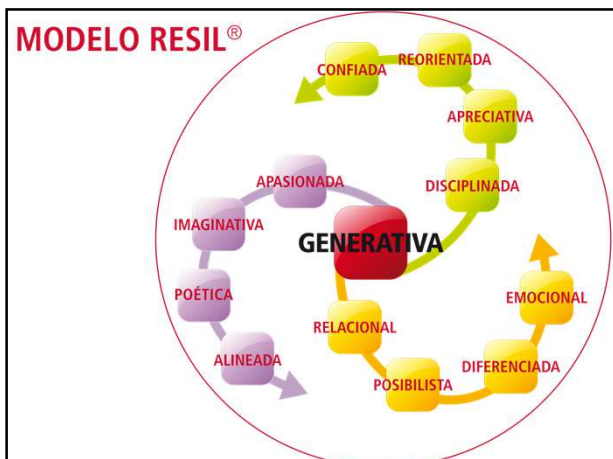 MODELO RESIL®
REORIENTADA
CONFIADA
APRECIATIVA
DISCIPLINADA
APASIONADA
IMAGINATIVA
GENERATIVA
POÉTICA
EMOCIONAL
RELACIONAL
ALINEADA
DIFERENCIADA
POSIBILISTA